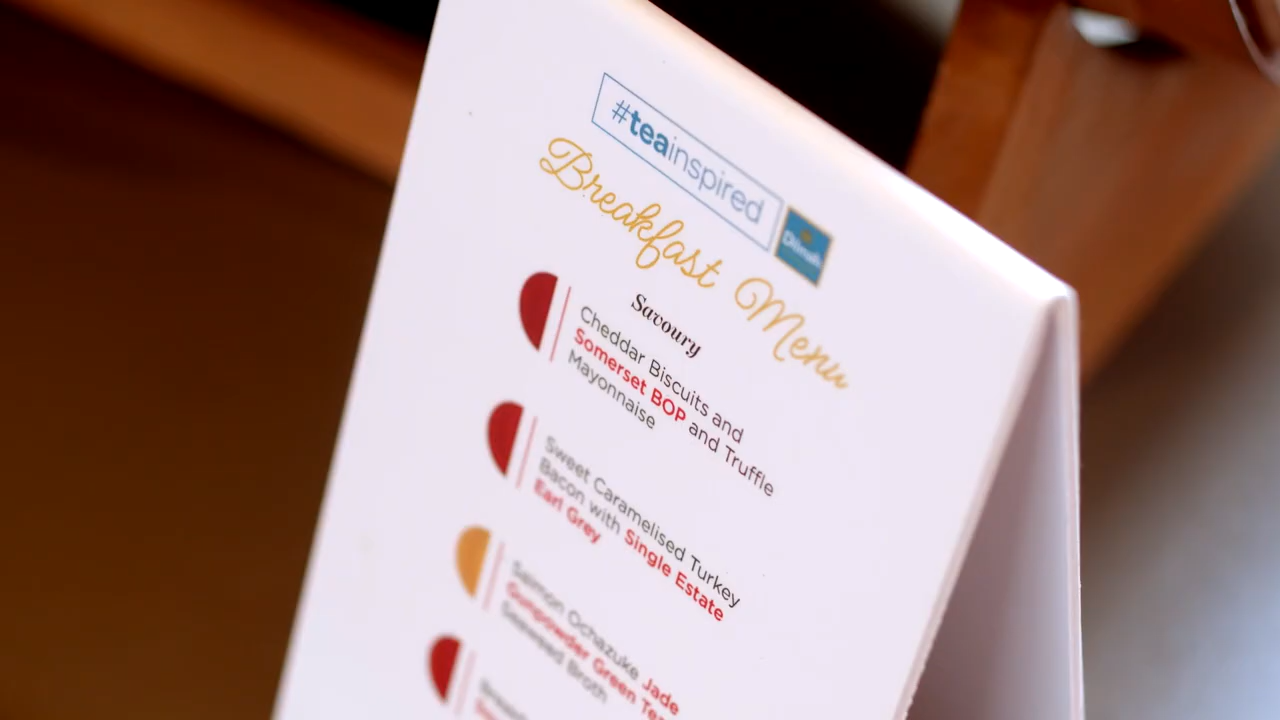 #teainspired
Dilmah
Breakfast Menu
Savoury
Cheddar Biscuits and
Somerset BOP and Truffle
Mayonnaise
Sweet Caramelised Turkey
Bacon with Single Estate
Earl Grey
Salmon Ochazuke Jade
Gunpowder Green Tea
Seaweed Broth